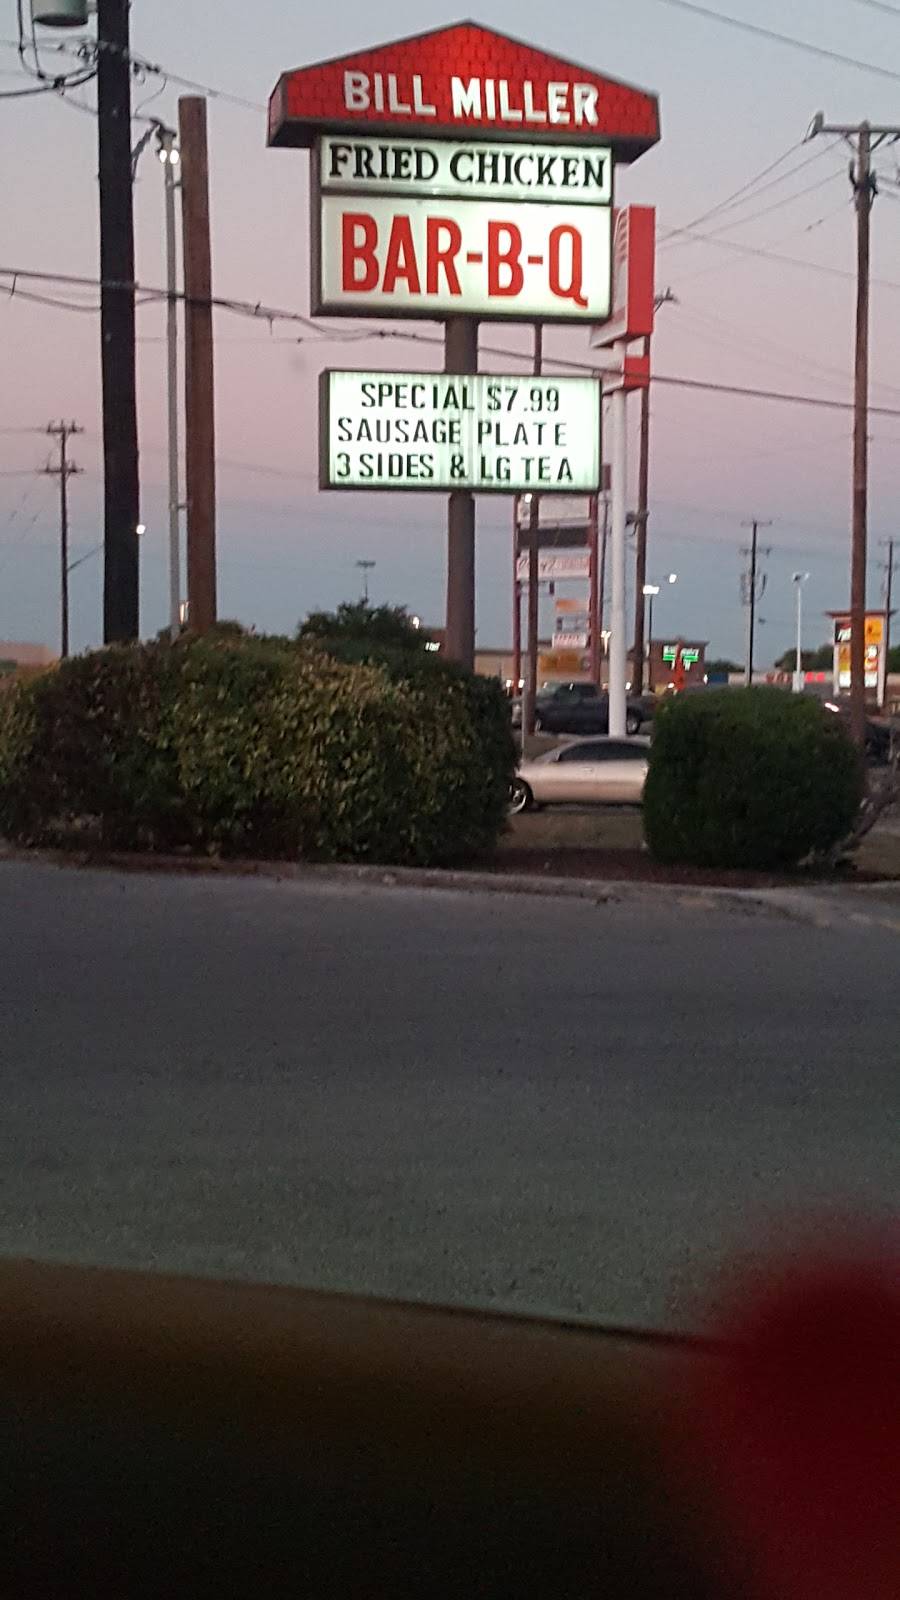 BILL MILLER
FRIED CHICKEN
BAR-B-Q
SPECIAL $7.99
SAUSAGE PLATE
3 SIDES & LG TEA